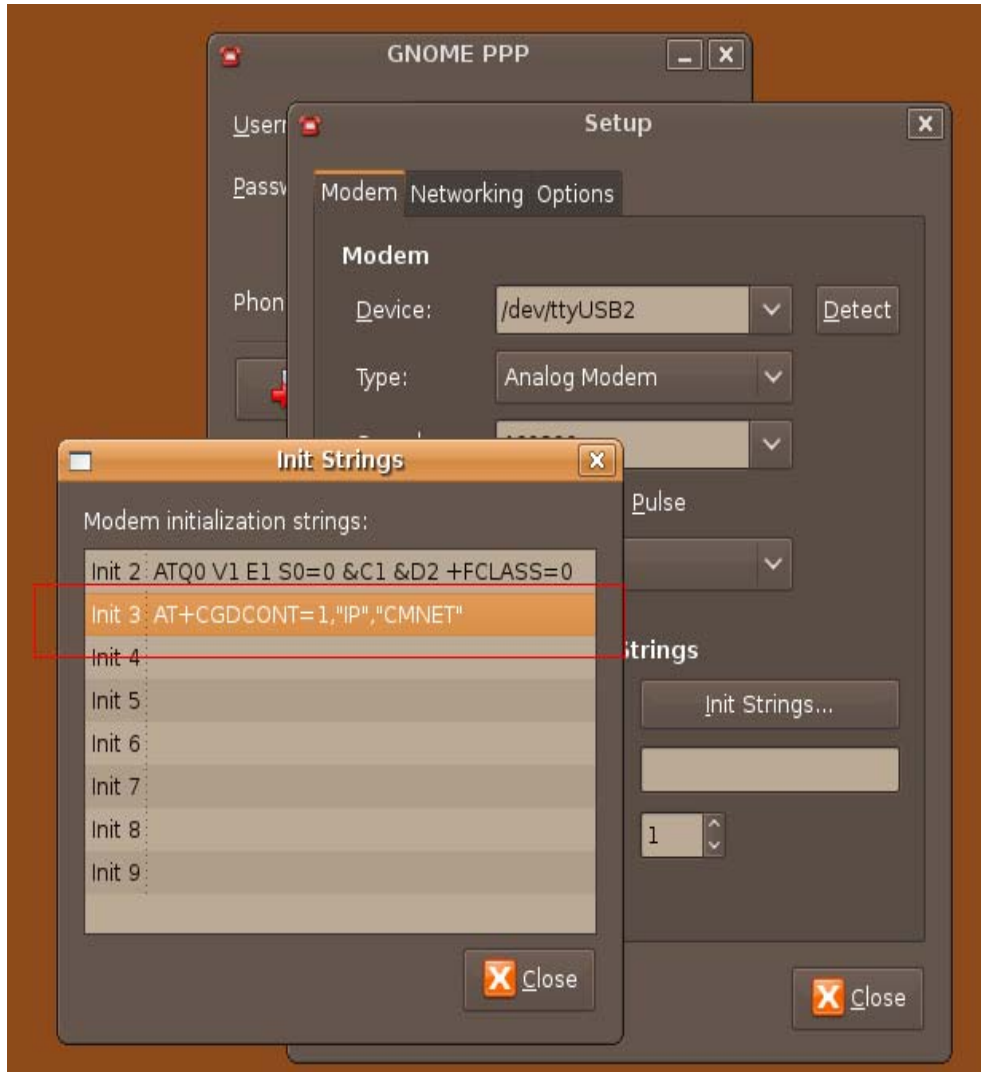 GNOME PPP
Setup
Modem Networking Options
Modem
Device: /dev/ttyUSB2 Detect
Phon
Type: Analog Modem
Init Strings
Pulse
Modem initialization strings:
Init 2 ATQ0 V1 E1 S0=0 &C1 &D2 +FCLASS=0
Init 3 AT+CGDCONT=1,"IP","CMNET"
Init 4
Init 5
Init 6
Init 7
Init 8
Init 9
Close
Strings
Init Strings...
1
Close